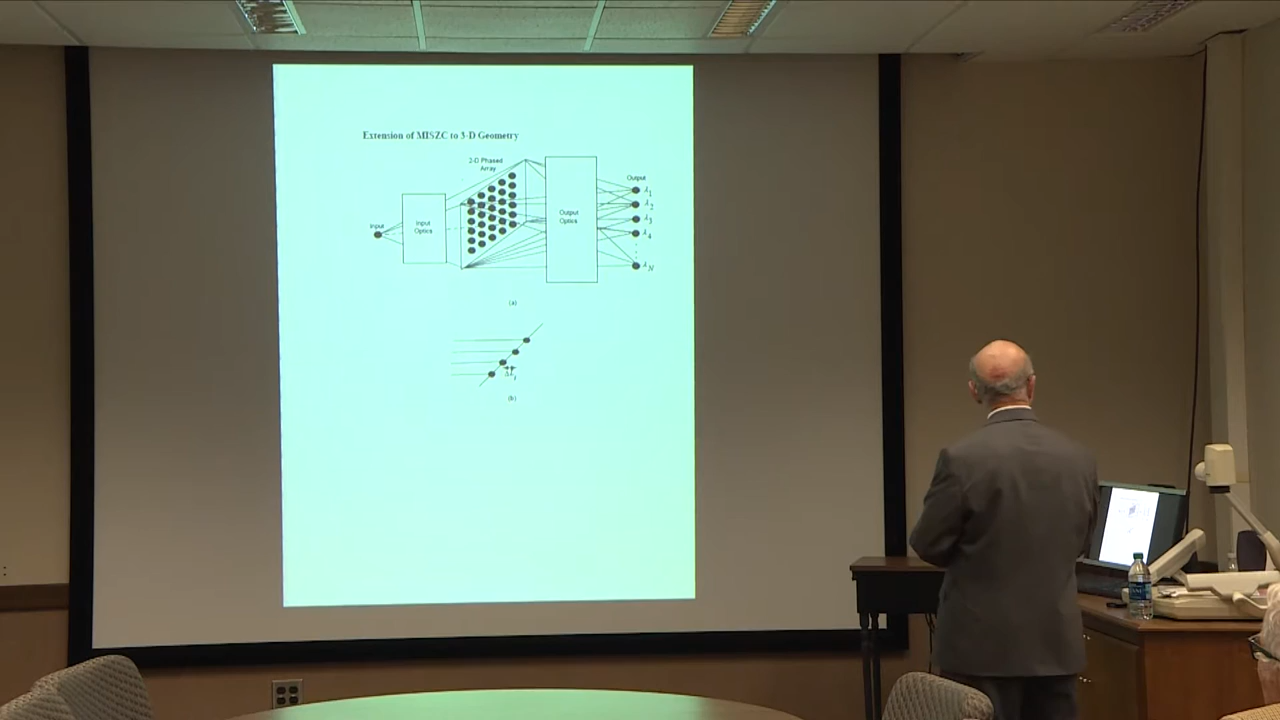 Extension of MISZC to 3-D Geometry
2-D Phased
Array
Output
Input
Input
Optics
Output
Optics
λ1
λ2
λ3
λ4
λN
(a)
(b)